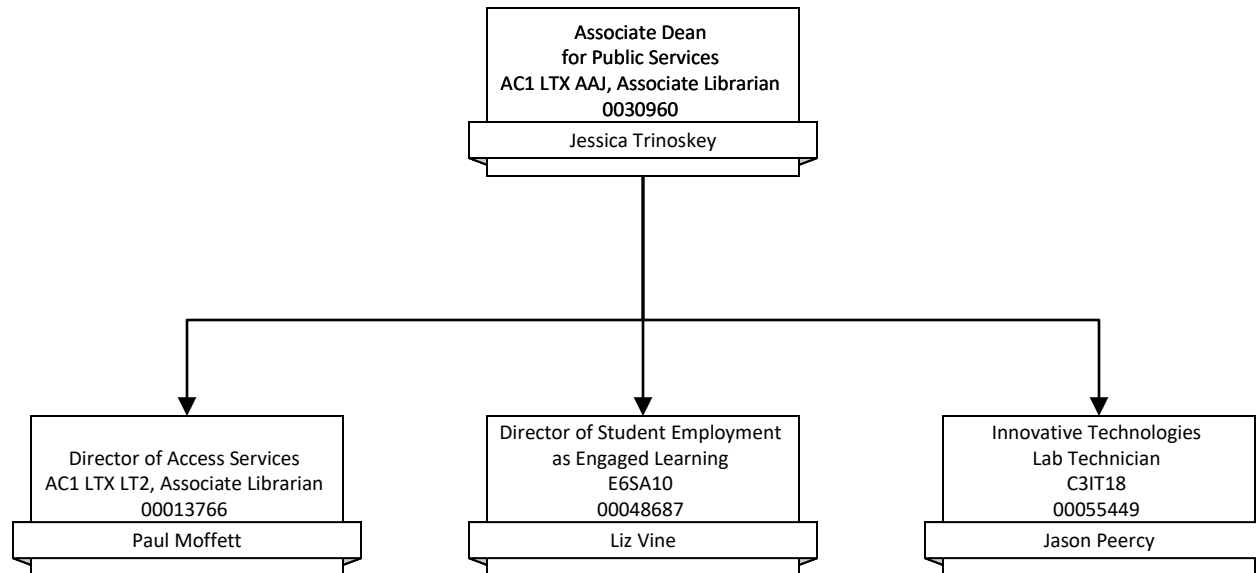 Associate Dean
for Public Services
AC1 LTX AAJ, Associate Librarian
0030960
Jessica Trinoskey
Director of Access Services
AC1 LTX LT2, Associate Librarian
00013766
Paul Moffett
Director of Student Employment
as Engaged Learning
E6SA10
00048687
Liz Vine
Innovative Technologies
Lab Technician
C3IT18
00055449
Jason Peercy